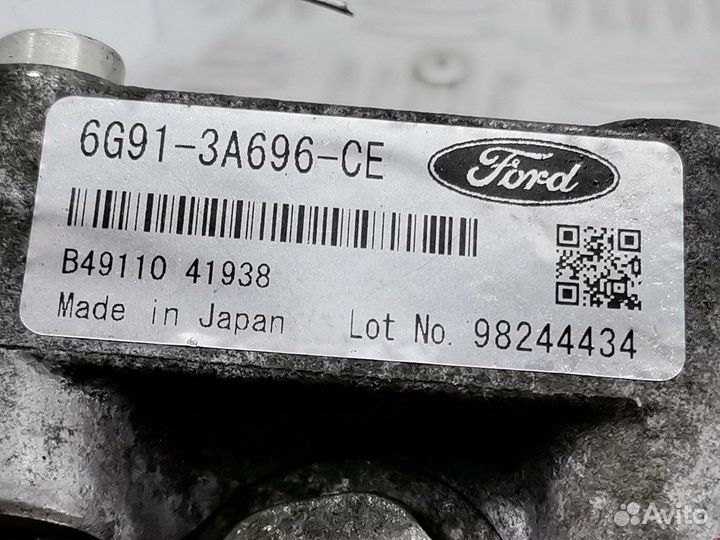 6G91-3A696-CE
Ford
B49110 41938
Made in Japan Lot No. 98244434
Avito